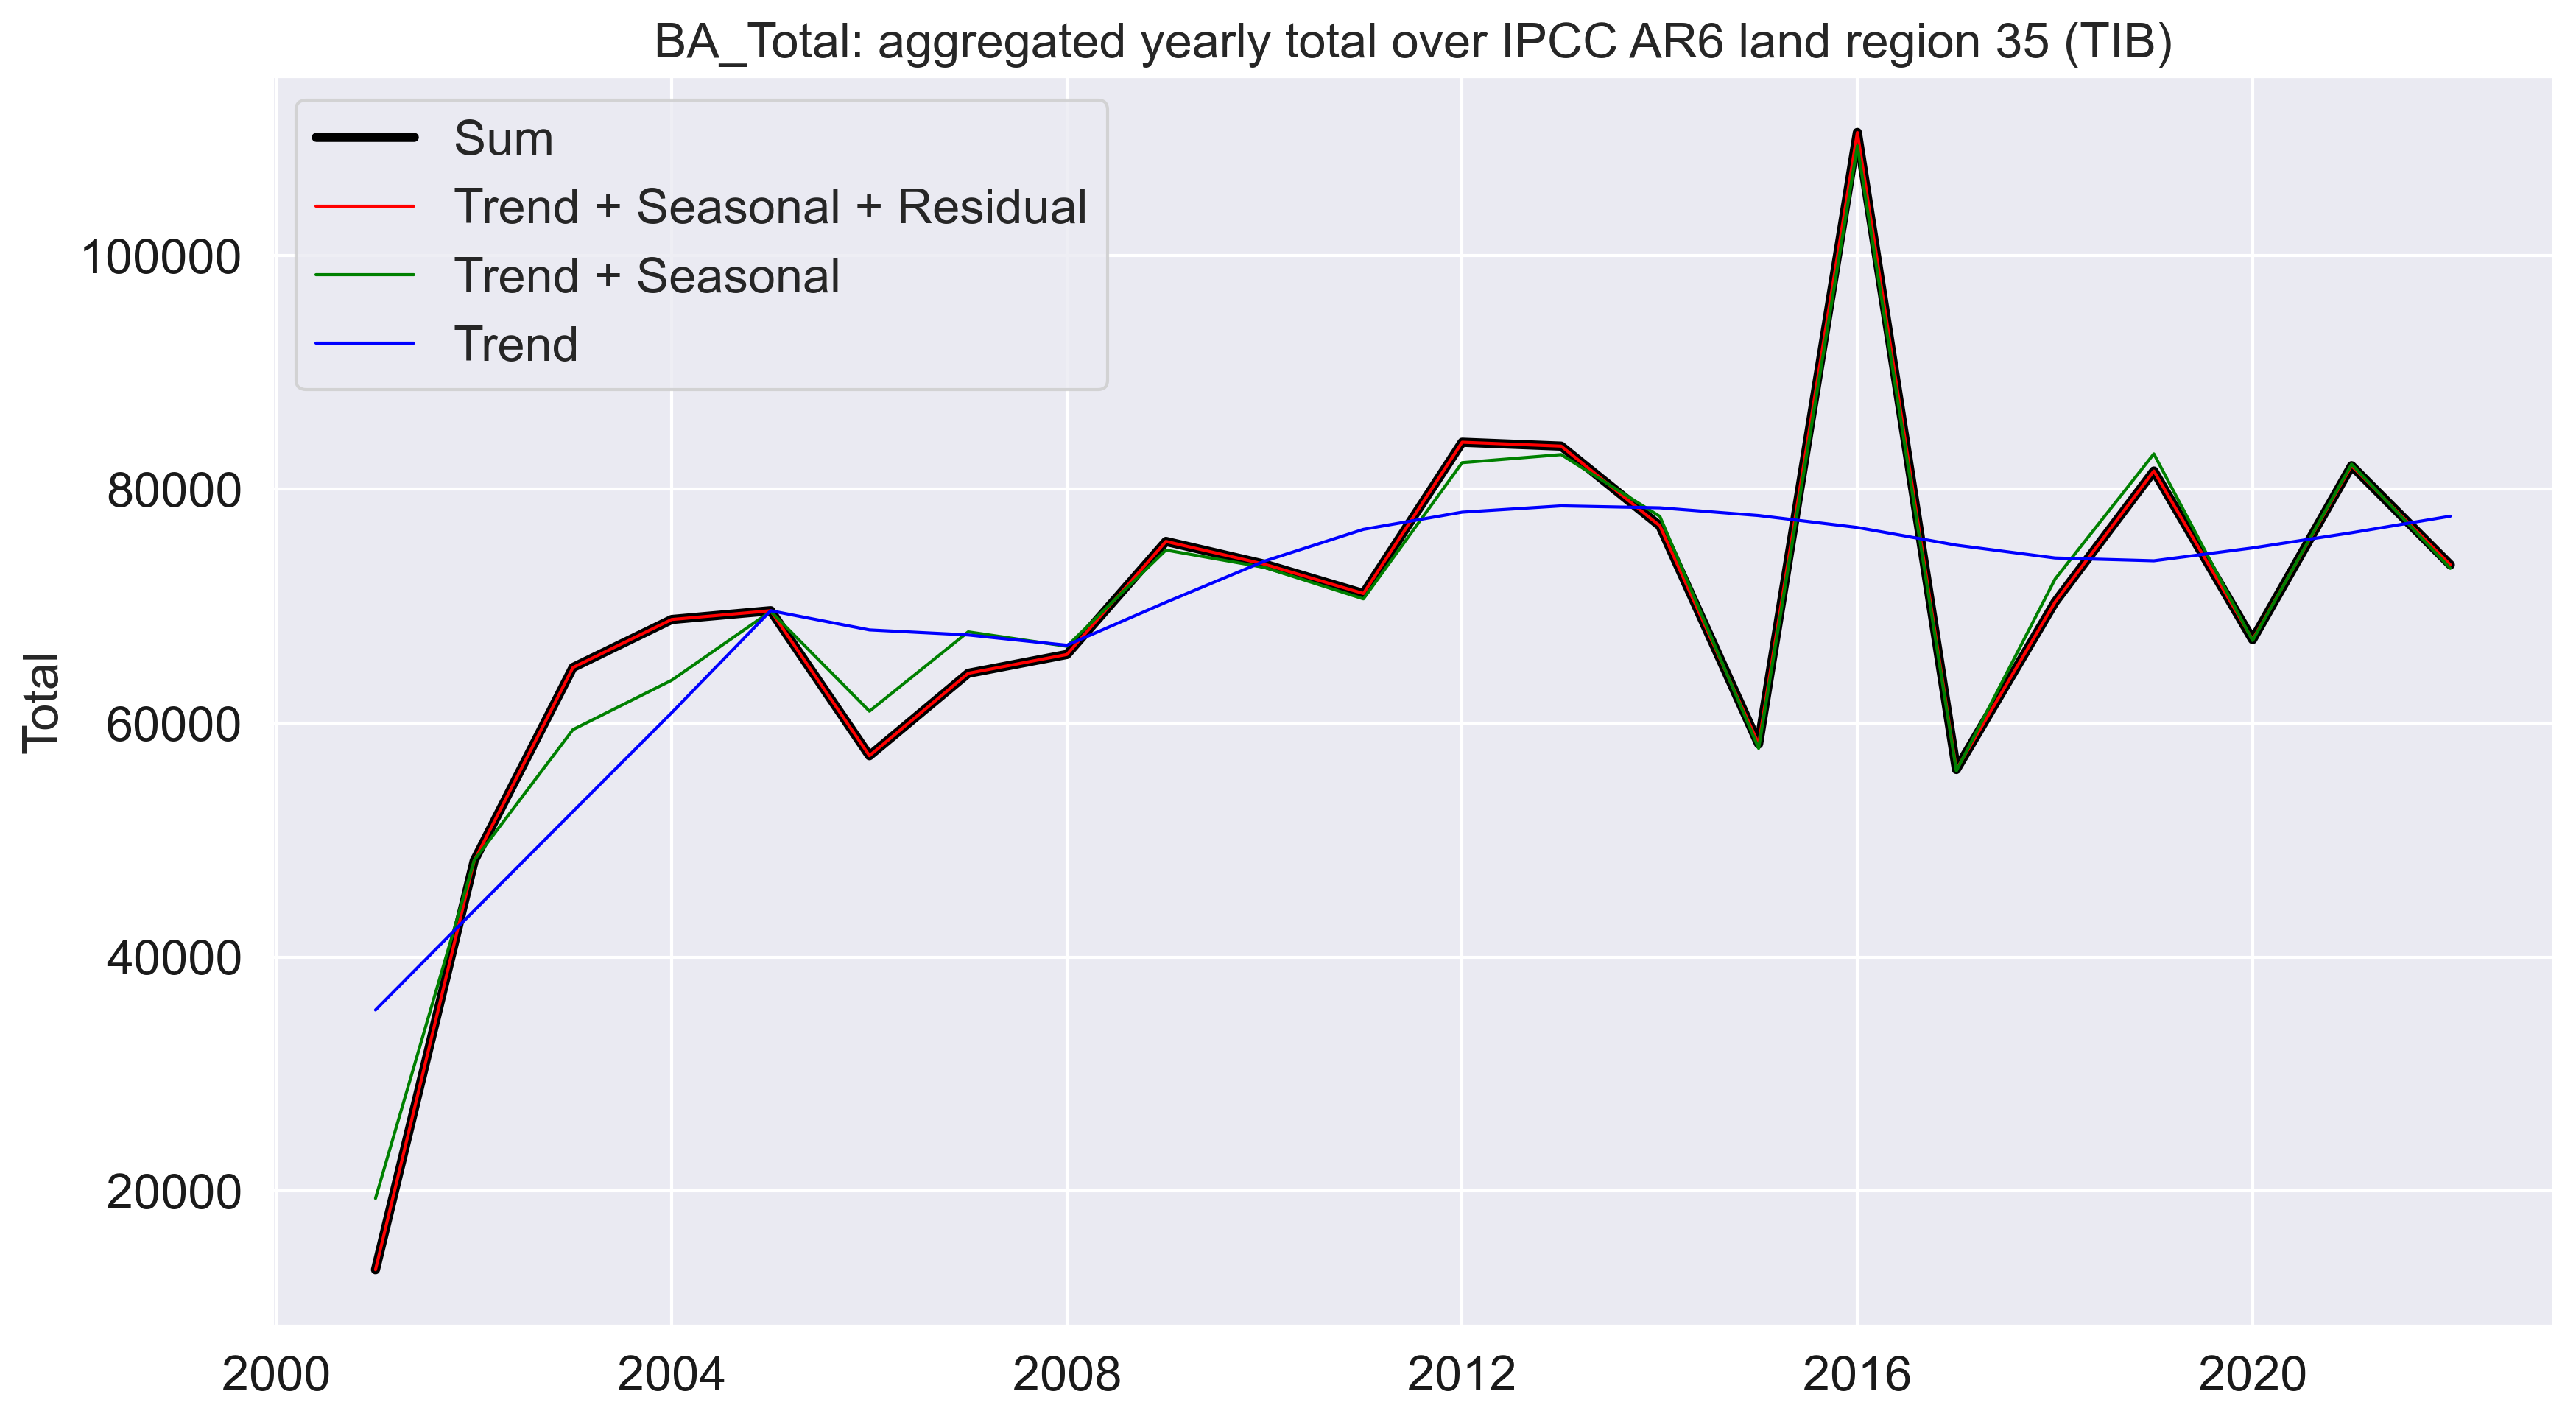 BA_Total: aggregated yearly total over IPCC AR6 land region 35 (TIB)
Sum
Trend + Seasonal + Residual
Trend + Seasonal
Trend
100000
80000
60000
40000
20000
Total
2000 2004 2008 2012 2016 2020